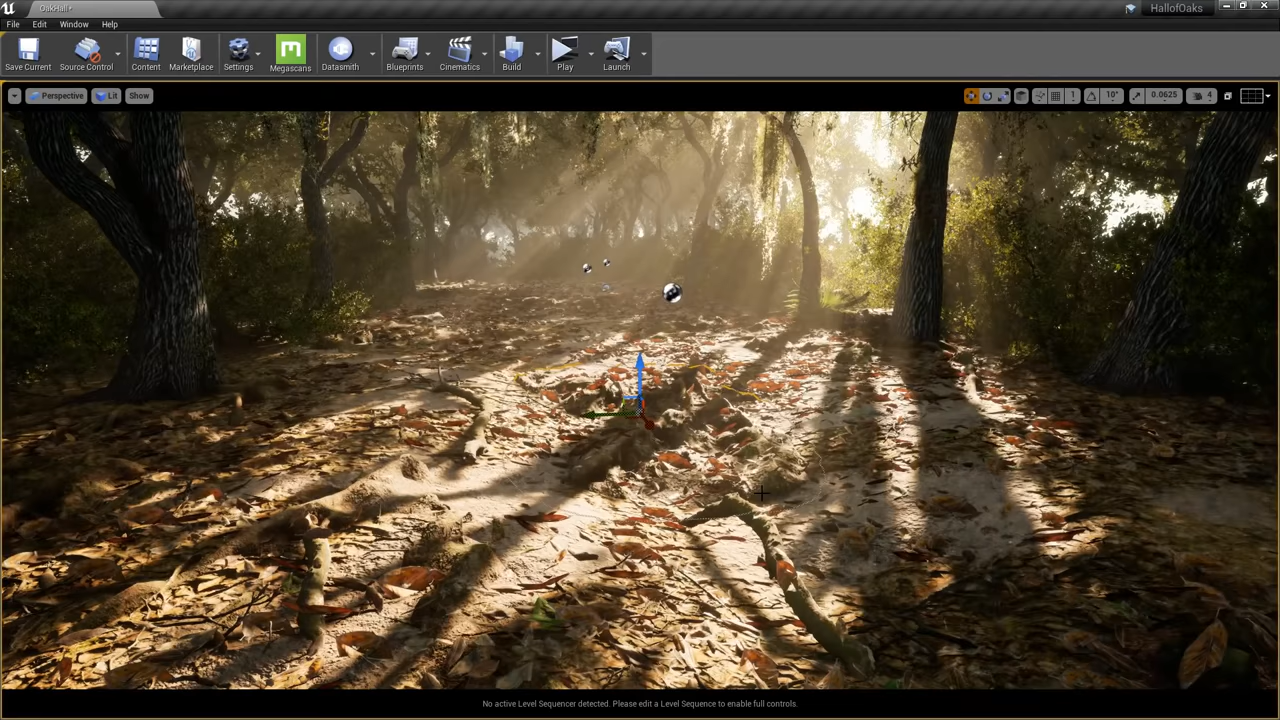 OakHall•
HallofOaks
File Edit Window Help
Save Current Source Control Content Marketplace Settings Megascans Datasmith Blueprints Cinematics Build Play Launch
Perspective Lit Show 1 10° 0.0625 4
No active Level Sequencer detected. Please edit a Level Sequence to enable full controls.